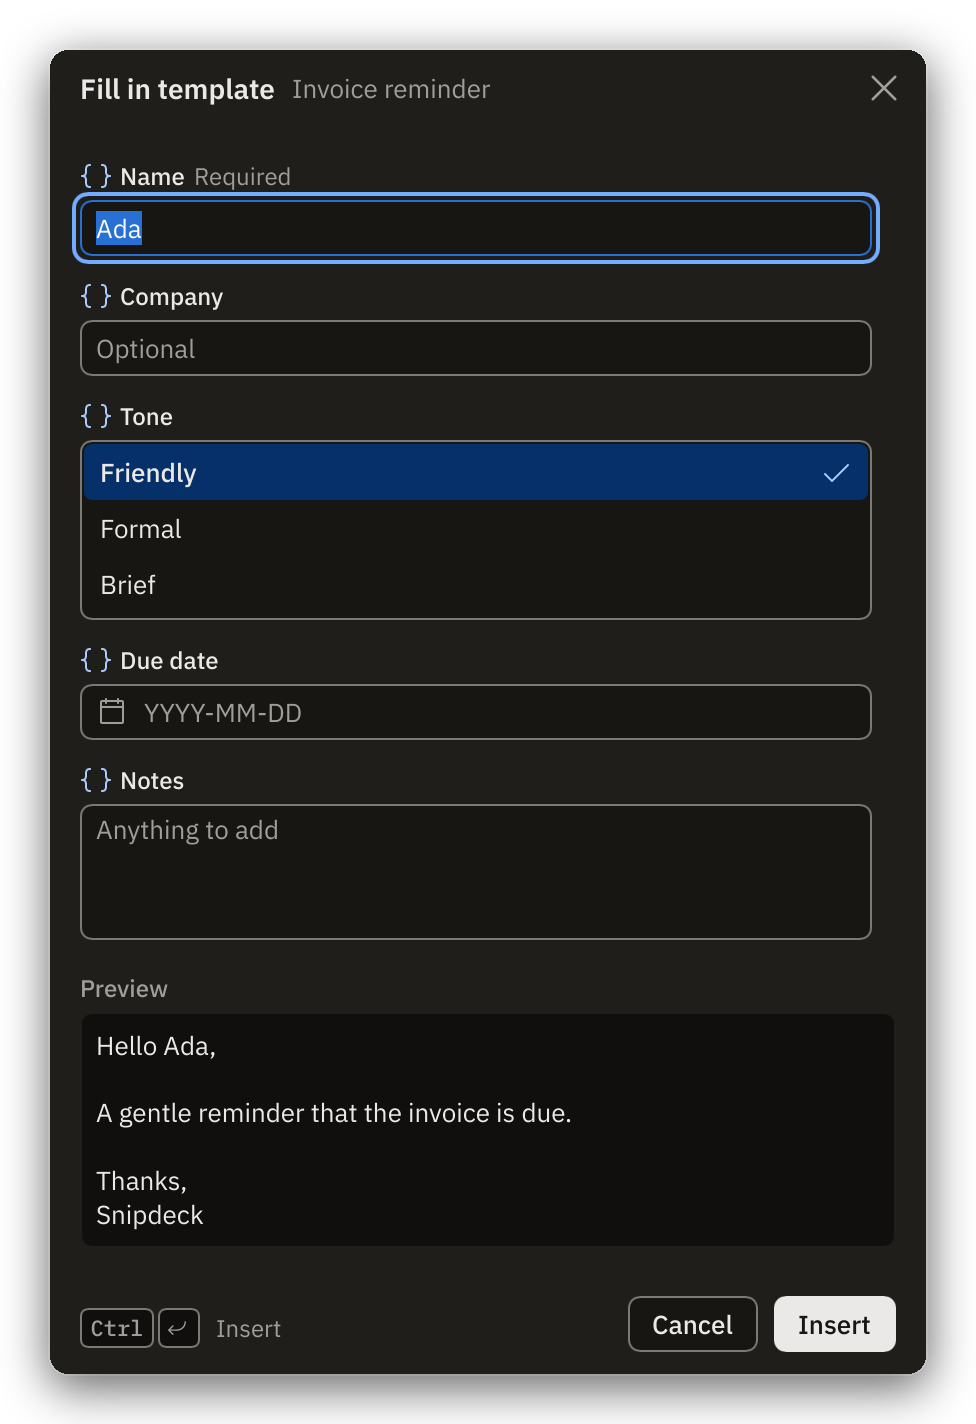 Fill in template Invoice reminder
{ } Name Required
Ada
{ } Company
Optional
{ } Tone
Friendly
Formal
Brief
{ } Due date
YYYY-MM-DD
{ } Notes
Anything to add
Preview
Hello Ada,
A gentle reminder that the invoice is due.
Thanks,
Snipdeck
Ctrl Insert Cancel Insert